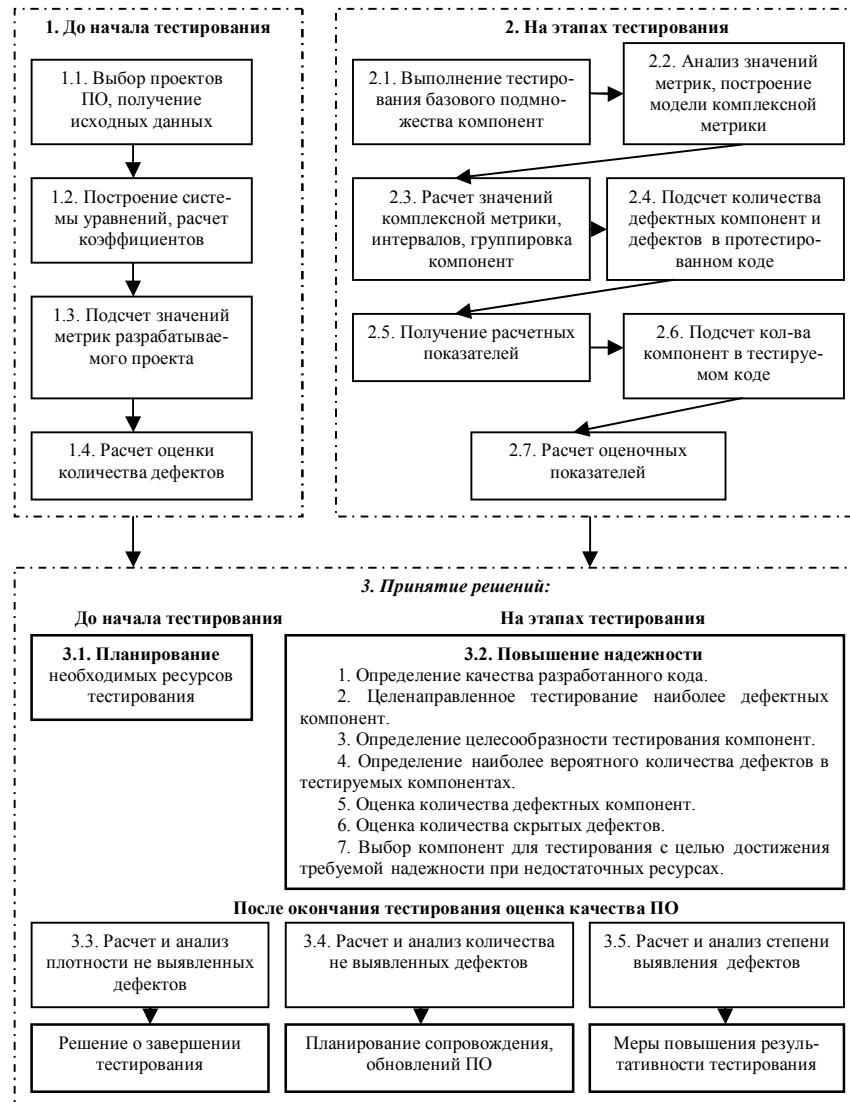 1. До начала тестирования
1.1. Выбор проектов
ПО, получение
исходных данных
1.2. Построение систе-
мы уравнений, расчет
коэффициентов
1.3. Подсчет значений
метрик разрабатывае-
мого проекта
1.4. Расчет оценки
количества дефектов
2. На этапах тестирования
2.1. Выполнение тестиро-
вания базового подмно-
жества компонент
2.2. Анализ значений
метрик, построение
модели комплексной
метрики
2.3. Расчет значений
комплексной метрики,
интервалов, группировка
компонент
2.4. Подсчет количества
дефектных компонент и
дефектов в протестиро-
ванном коде
2.5. Получение расчетных
показателей
2.6. Подсчет кол-ва
компонент в тестируе-
мом коде
2.7. Расчет оценочных
показателей
3. Принятие решений:
До начала тестирования
На этапах тестирования
3.1. Планирование
необходимых ресурсов
тестирования
3.2. Повышение надежности
1. Определение качества разработанного кода.
2. Целенаправленное тестирование наиболее дефектных
компонент.
3. Определение целесообразности тестирования компонент.
4. Определение наиболее вероятного количества дефектов в
тестируемых компонентах.
5. Оценка количества дефектных компонент.
6. Оценка количества скрытых дефектов.
7. Выбор компонент для тестирования с целью достижения
требуемой надежности при недостаточных ресурсах.
После окончания тестирования оценка качества ПО
3.3. Расчет и анализ
плотности не выявленных
дефектов
3.4. Расчет и анализ количества
не выявленных дефектов
3.5. Расчет и анализ степени
выявления дефектов
Решение о завершении
тестирования
Планирование сопровождения,
обновлений ПО
Меры повышения резуль-
тативности тестирования